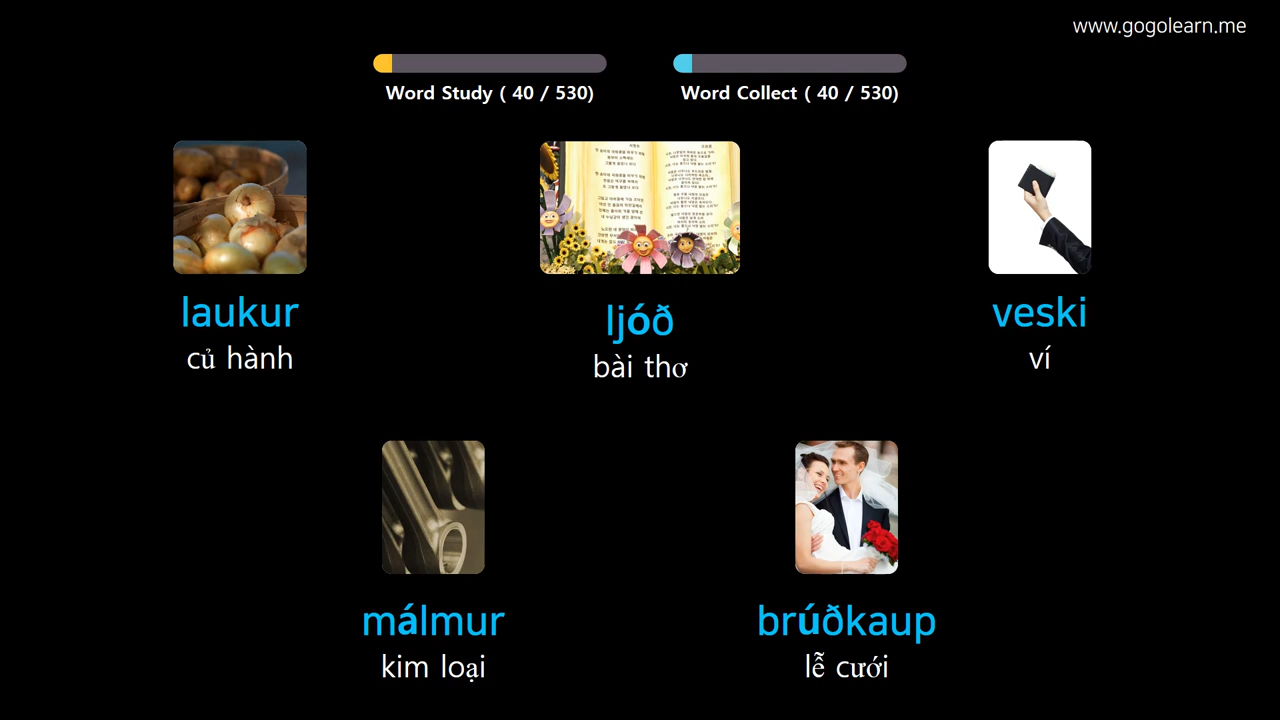 www.gogolearn.me
Word Study ( 40 / 530)
Word Collect ( 40 / 530)
laukur
củ hành
ljóð
bài thơ
veski
ví
málmur
kim loại
brúðkaup
lễ cưới